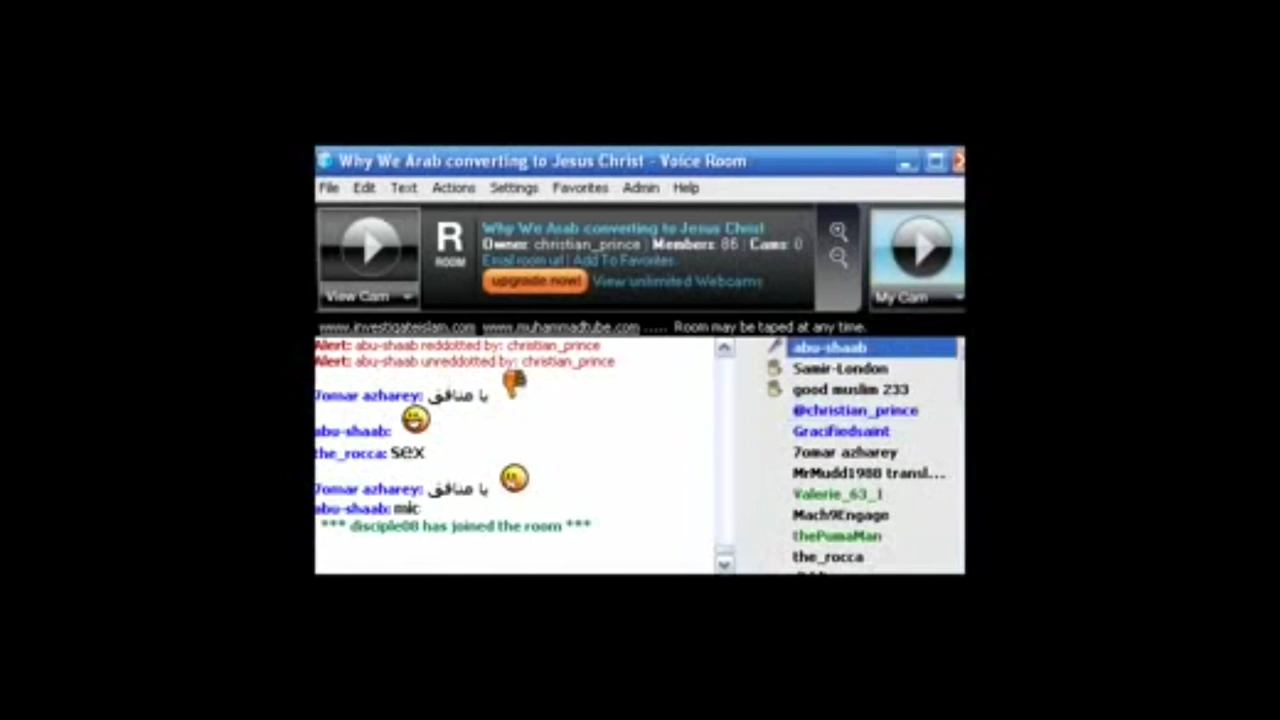 Why We Arab converting to Jesus Christ - Voice Room
File Edit Text Actions Settings Favorites Admin Help
R
ROOM
Why We Arab converting to Jesus Christ
Owner: christian_prince | Members: 86 | Cams: 0
Email room url | Add To Favorites
upgrade now! View unlimited Webcams
View Cam
My Cam
www.investigateislam.com www.muhammadtube.com ..... Room may be taped at any time.
Alert: abu-shaab reddotted by: christian_prince
Alert: abu-shaab unreddotted by: christian_prince
7omar azharey: يا منافق
abu-shaab:
the_rocca: sex
7omar azharey: يا منافق
abu-shaab: mic
*** disciple08 has joined the room ***
abu-shaab
Samir-London
good muslim 233
@christian_prince
Gracifiedsaint
7omar azharey
MrMudd1988 transl...
Valerie_63_1
Mach9Engage
thePumaMan
the_rocca